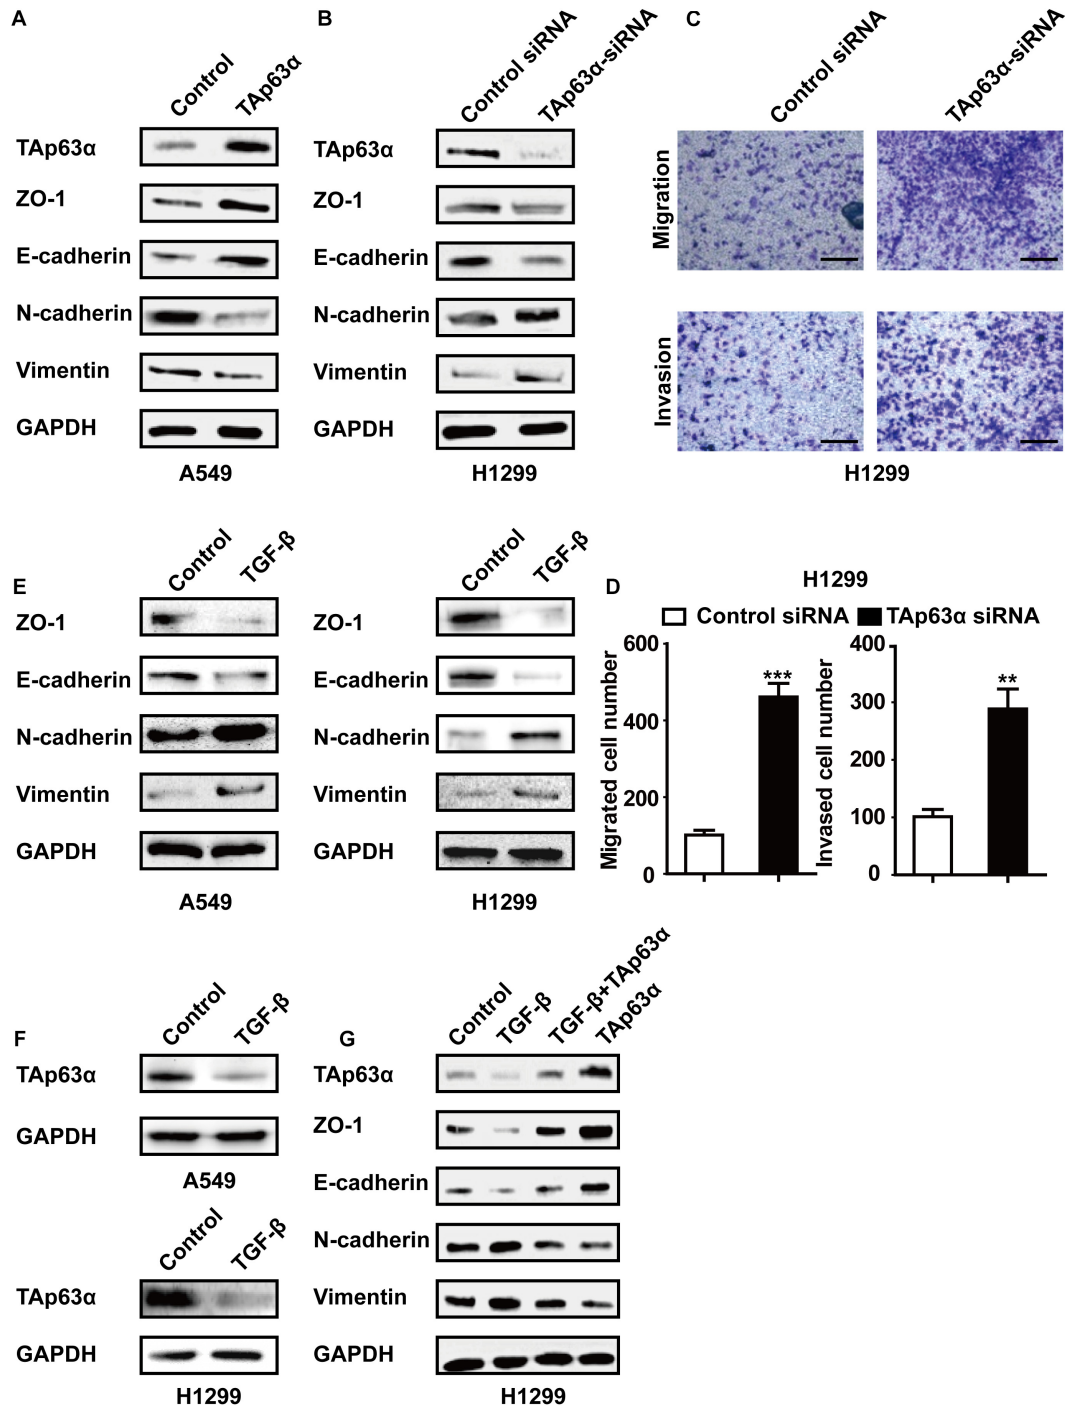 A
Control
TAp63α
TAp63α
ZO-1
E-cadherin
N-cadherin
Vimentin
GAPDH
A549
B
Control siRNA
TAp63α-siRNA
TAp63α
ZO-1
E-cadherin
N-cadherin
Vimentin
GAPDH
H1299
C
Control siRNA
TAp63α-siRNA
Migration
Invasion
H1299
E
Control
TGF-β
ZO-1
E-cadherin
N-cadherin
Vimentin
GAPDH
A549
Control
TGF-β
ZO-1
E-cadherin
N-cadherin
Vimentin
GAPDH
H1299
D
H1299
Control siRNA
TAp63α siRNA
Migrated cell number
600
400
200
0
***
Invased cell number
400
300
200
100
0
**
F
Control
TGF-β
TAp63α
GAPDH
A549
Control
TGF-β
TAp63α
GAPDH
H1299
G
Control
TGF-β
TGF-β+TAp63α
TAp63α
TAp63α
ZO-1
E-cadherin
N-cadherin
Vimentin
GAPDH
H1299